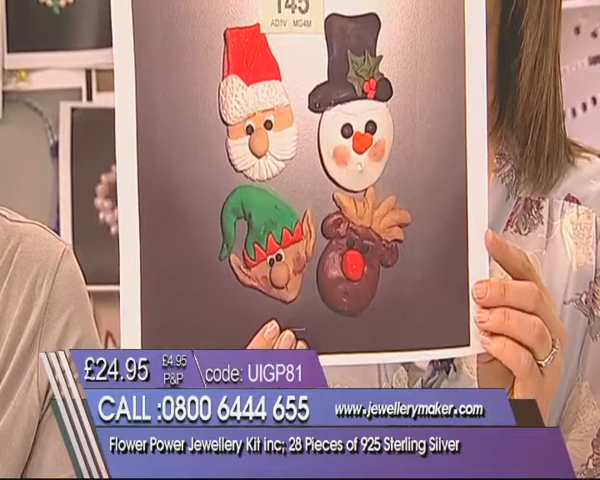 145
AD1V MG4M
£24.95 £4.95 P&P code: UIGP81
CALL :0800 6444 655 www.jewellerymaker.com
Flower Power Jewellery Kit inc; 28 Pieces of 925 Sterling Silver